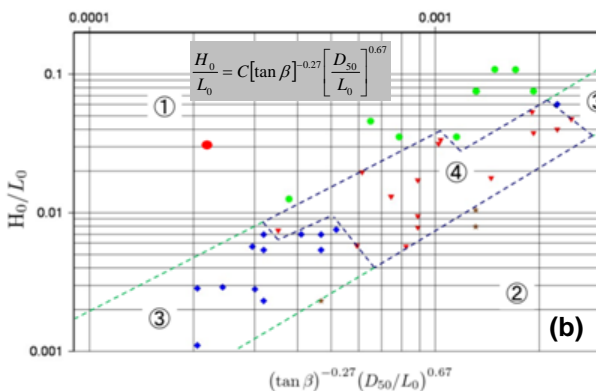 0.0001 0.001
H₀/L₀ = C[tan β]^−0.27 [D₅₀/L₀]^0.67
0.1
①
③
④
H₀/L₀
0.01
③
②
(b)
0.001
(tan β)^−0.27 (D₅₀/L₀)^0.67